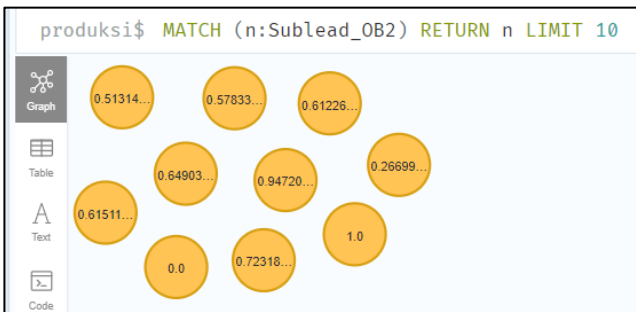 produksi$ MATCH (n:Sublead_OB2) RETURN n LIMIT 10
Graph
Table
Text
Code
0.51314...
0.57833...
0.61226...
0.64903...
0.94720...
0.26699...
0.61511...
1.0
0.0
0.72318...